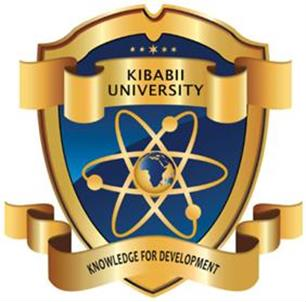 KIBABII
UNIVERSITY
KNOWLEDGE FOR DEVELOPMENT